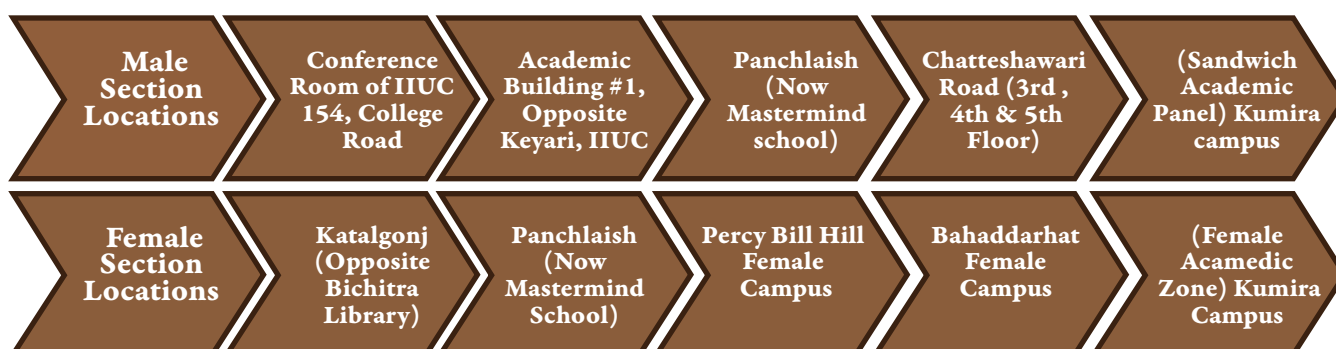 Male
Section
Locations
Conference
Room of IIUC
154, College
Road
Academic
Building #1,
Opposite
Keyari, IIUC
Panchlaish
(Now
Mastermind
school)
Chatteshawari
Road (3rd ,
4th & 5th
Floor)
(Sandwich
Academic
Panel) Kumira
campus
Female
Section
Locations
Katalgonj
(Opposite
Bichitra
Library)
Panchlaish
(Now
Mastermind
School)
Percy Bill Hill
Female
Campus
Bahaddarhat
Female
Campus
(Female
Acamedic
Zone) Kumira
Campus